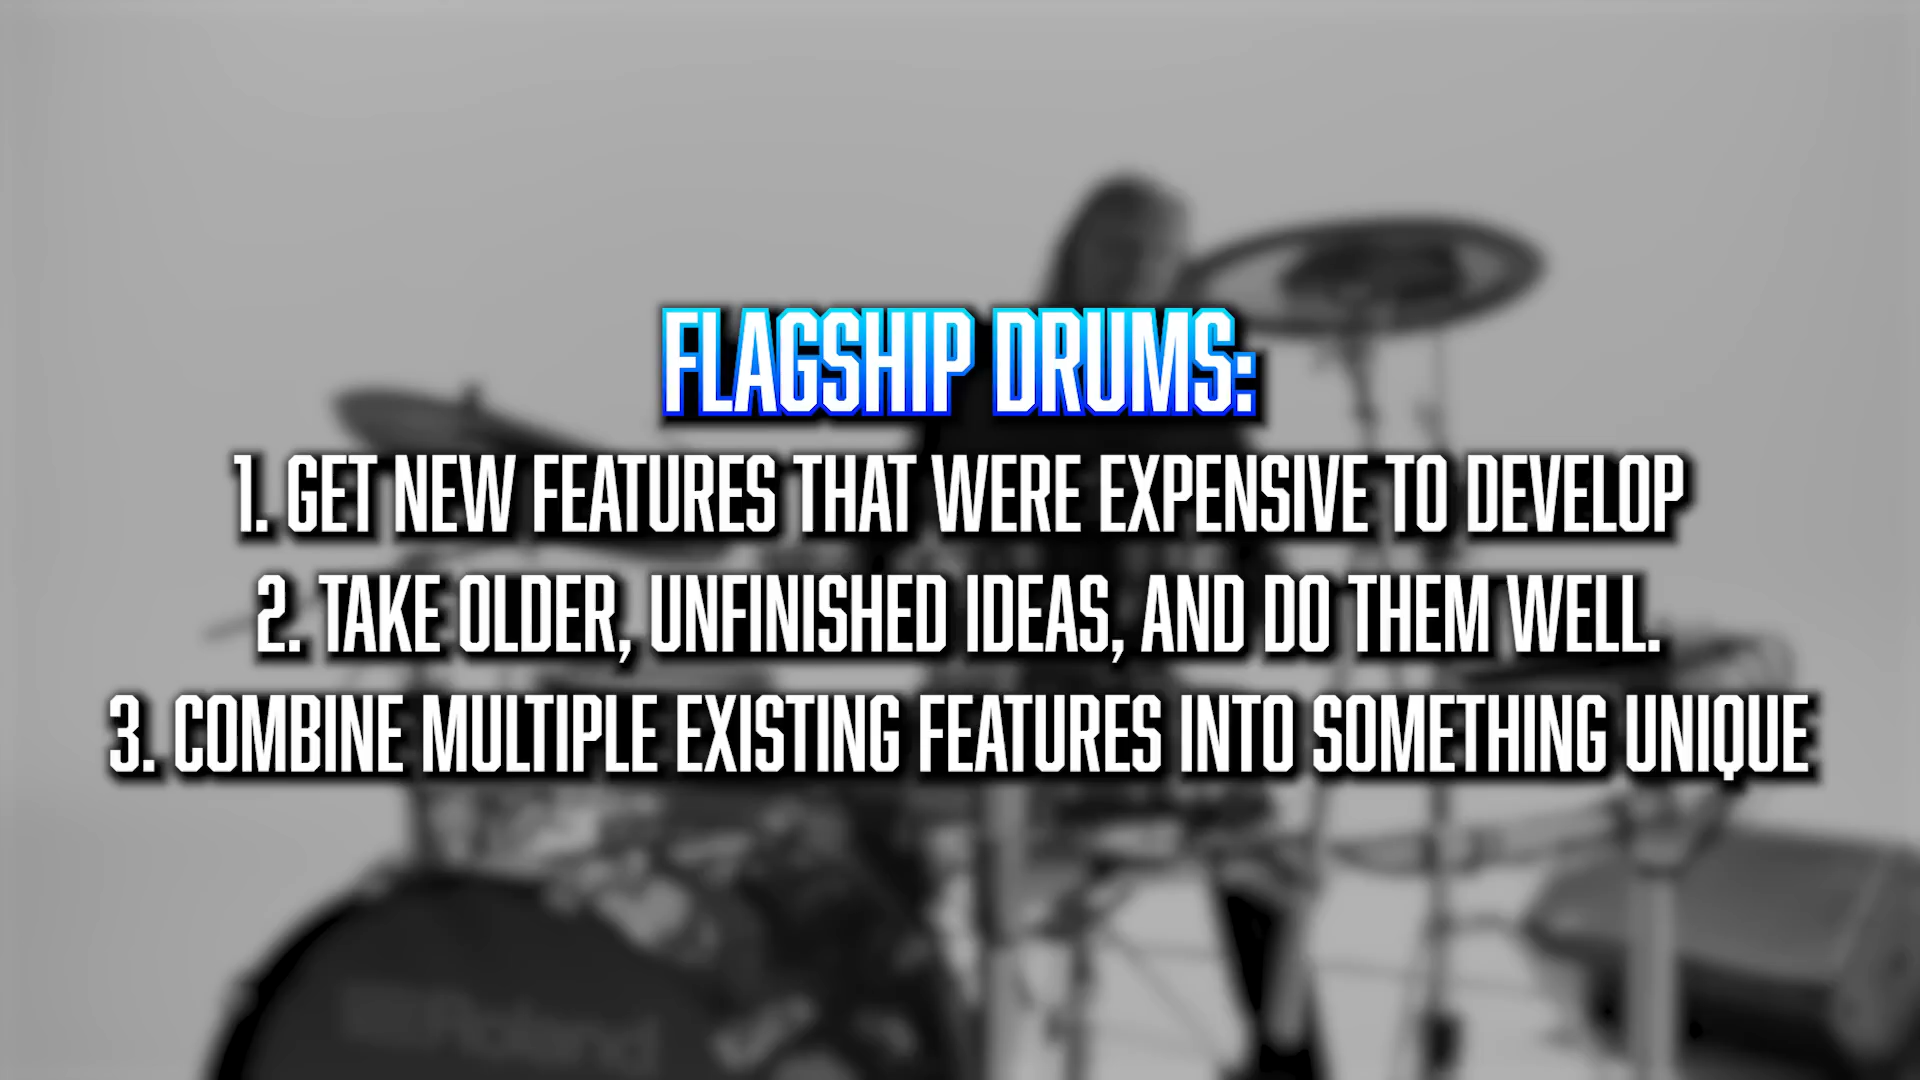 FLAGSHIP DRUMS:
1. GET NEW FEATURES THAT WERE EXPENSIVE TO DEVELOP
2. TAKE OLDER, UNFINISHED IDEAS, AND DO THEM WELL.
3. COMBINE MULTIPLE EXISTING FEATURES INTO SOMETHING UNIQUE
Roland